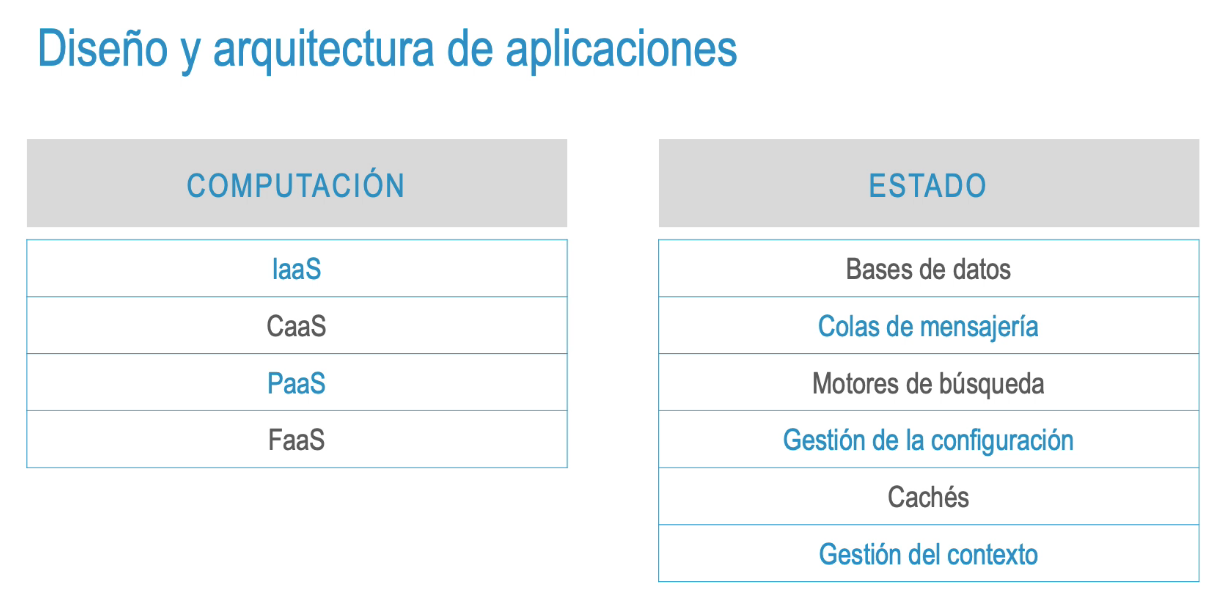 Diseño y arquitectura de aplicaciones
COMPUTACIÓN
IaaS
CaaS
PaaS
FaaS
ESTADO
Bases de datos
Colas de mensajería
Motores de búsqueda
Gestión de la configuración
Cachés
Gestión del contexto